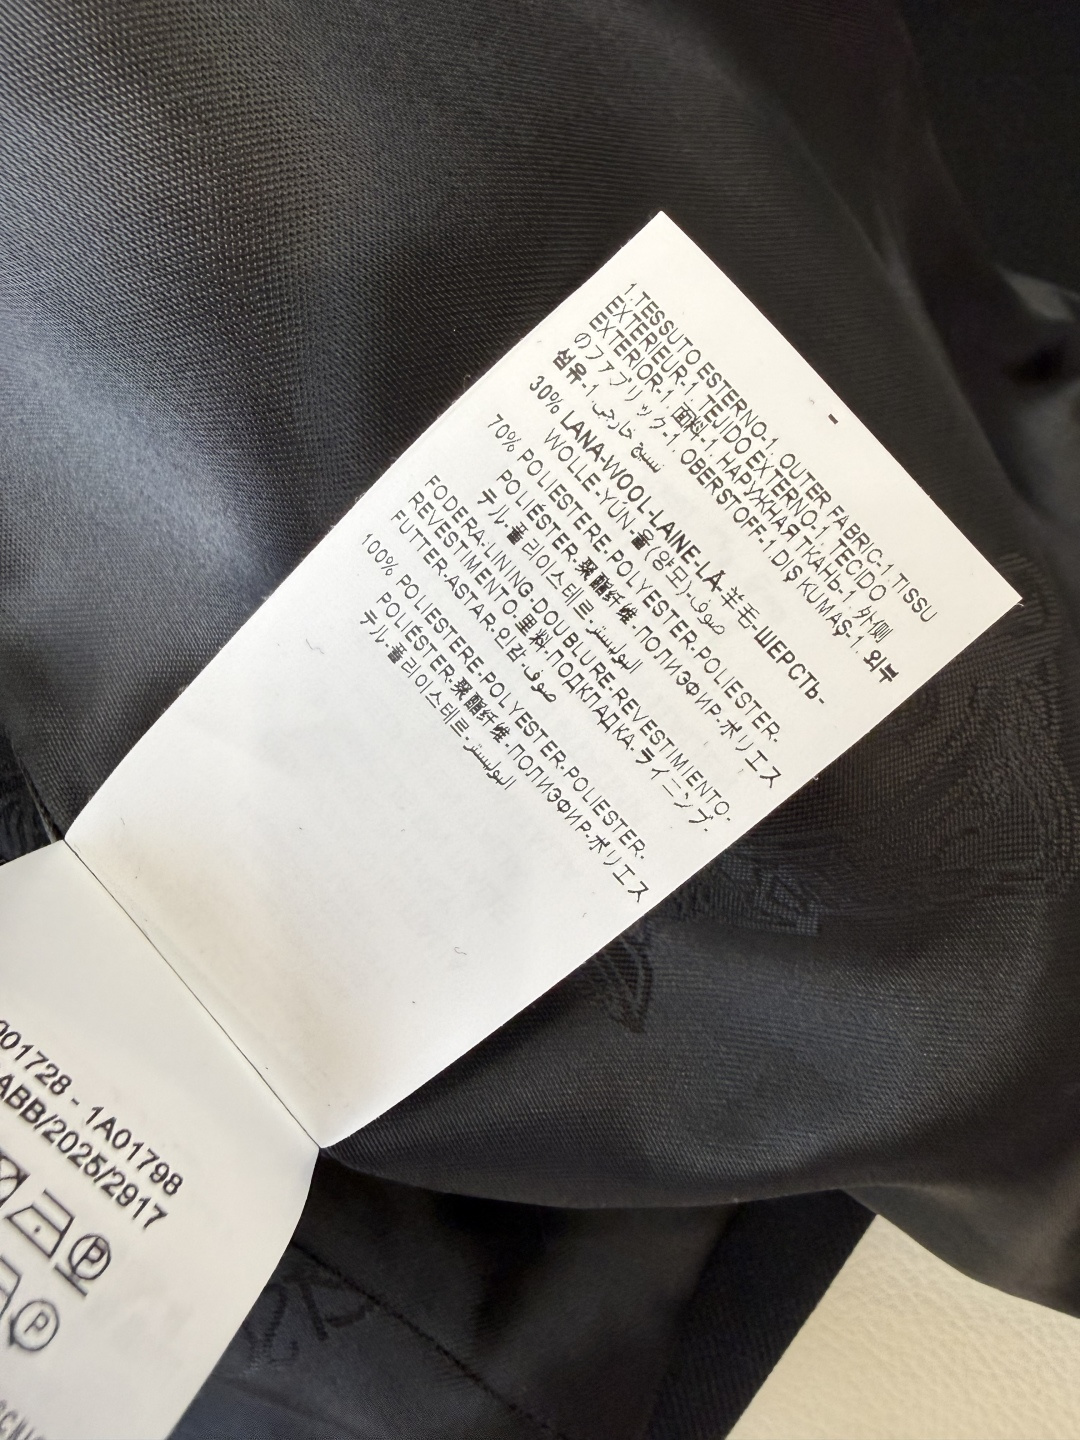 1.TESSUTO ESTERNO-1. OUTER FABRIC-1. TISSU
EXTERIEUR-1. TEJIDO EXTERNO-1. TECIDO
EXTERIOR-1. 面料-1. НАРУЖНАЯ ТКАНЬ-1. 外側
のファブリック-1. OBERSTOFF-1.DIŞ KUMAŞ-1. 외부
섬유-1. نسيج خارجي
30% LANA-WOOL-LAINE-LÃ-羊毛-ШЕРСТЬ-
WOLLE-YÜN-울(양모)-صوف
70% POLIESTERE-POLYESTER-POLIESTER-
POLIÉSTER-聚酯纤维-ПОЛИЭФИР-ポリエス
テル-폴리에스테르-البوليستر
FODERA-LINING-DOUBLURE-REVESTIMIENTO-
REVESTIMENTO-里料-ПОДКЛАДКА-ライニング-
FUTTER-ASTAR-안감-صوف
100% POLIESTERE-POLYESTER-POLIESTER-
POLIESTER-聚酯纤维-ПОЛИЭФИР-ポリエス
テル-폴리에스테르-البوليستر
001728 - 1A01798
ABB/2025/2917
P
P